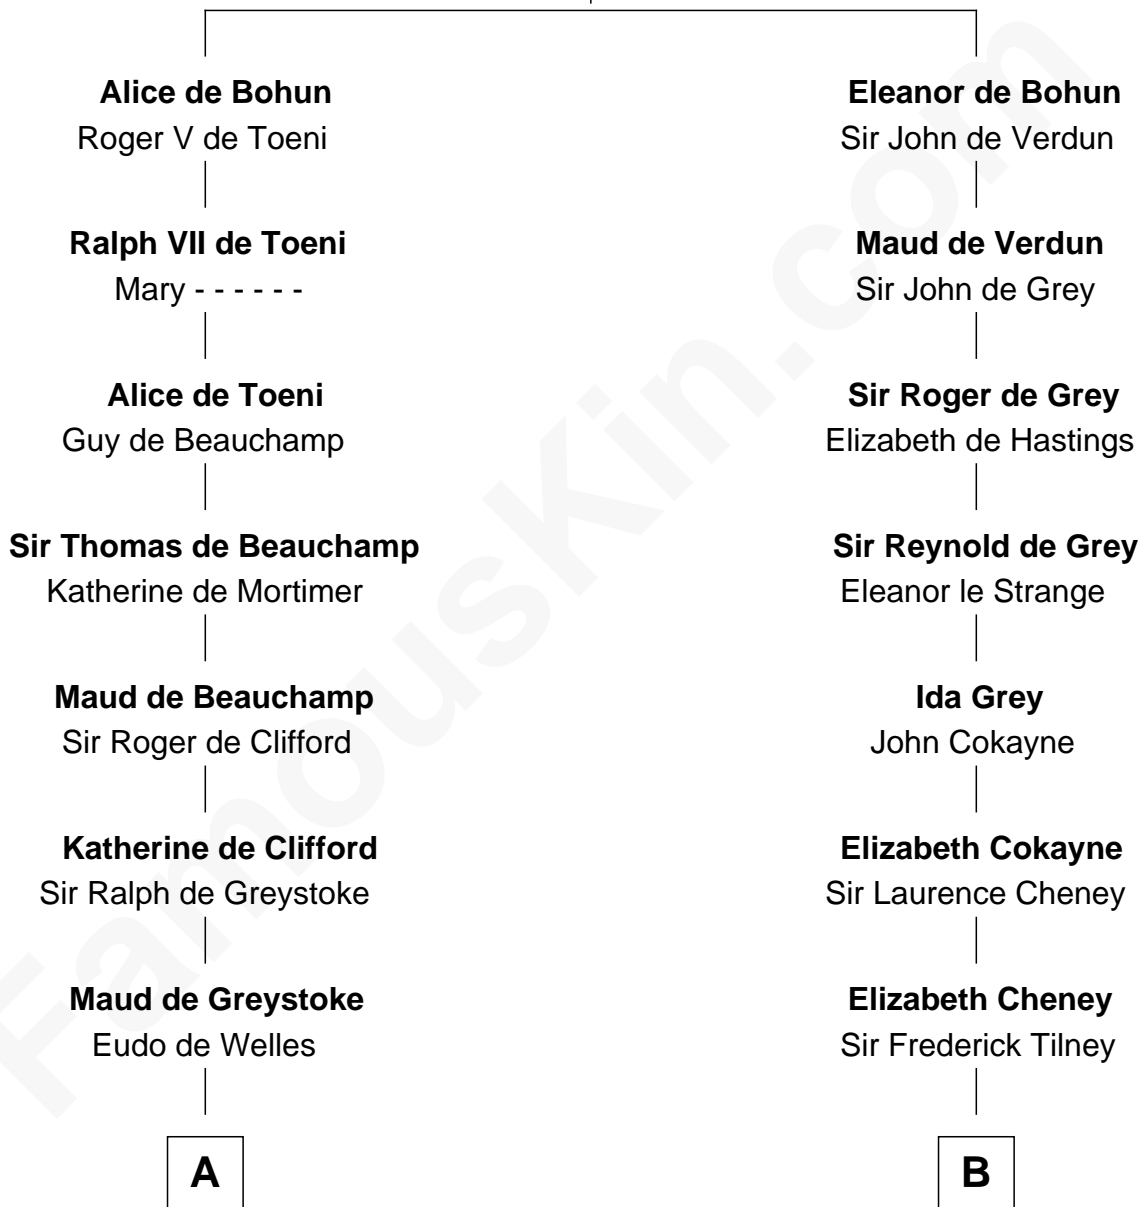 Alice de Bohun
Roger V de Toeni
Ralph VII de Toeni
Mary - - - - - -
Alice de Toeni
Guy de Beauchamp
Sir Thomas de Beauchamp
Katherine de Mortimer
Maud de Beauchamp
Sir Roger de Clifford
Katherine de Clifford
Sir Ralph de Greystoke
Maud de Greystoke
Eudo de Welles
A
Eleanor de Bohun
Sir John de Verdun
Maud de Verdun
Sir John de Grey
Sir Roger de Grey
Elizabeth de Hastings
Sir Reynold de Grey
Eleanor le Strange
Ida Grey
John Cokayne
Elizabeth Cokayne
Sir Laurence Cheney
Elizabeth Cheney
Sir Frederick Tilney
B
FamousKin.com